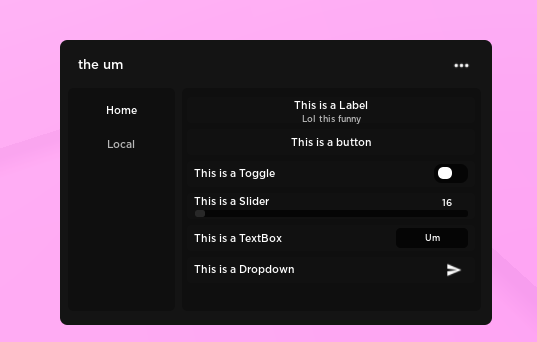 the um
Home
Local
This is a Label
Lol this funny
This is a button
This is a Toggle
This is a Slider
16
This is a TextBox
Um
This is a Dropdown